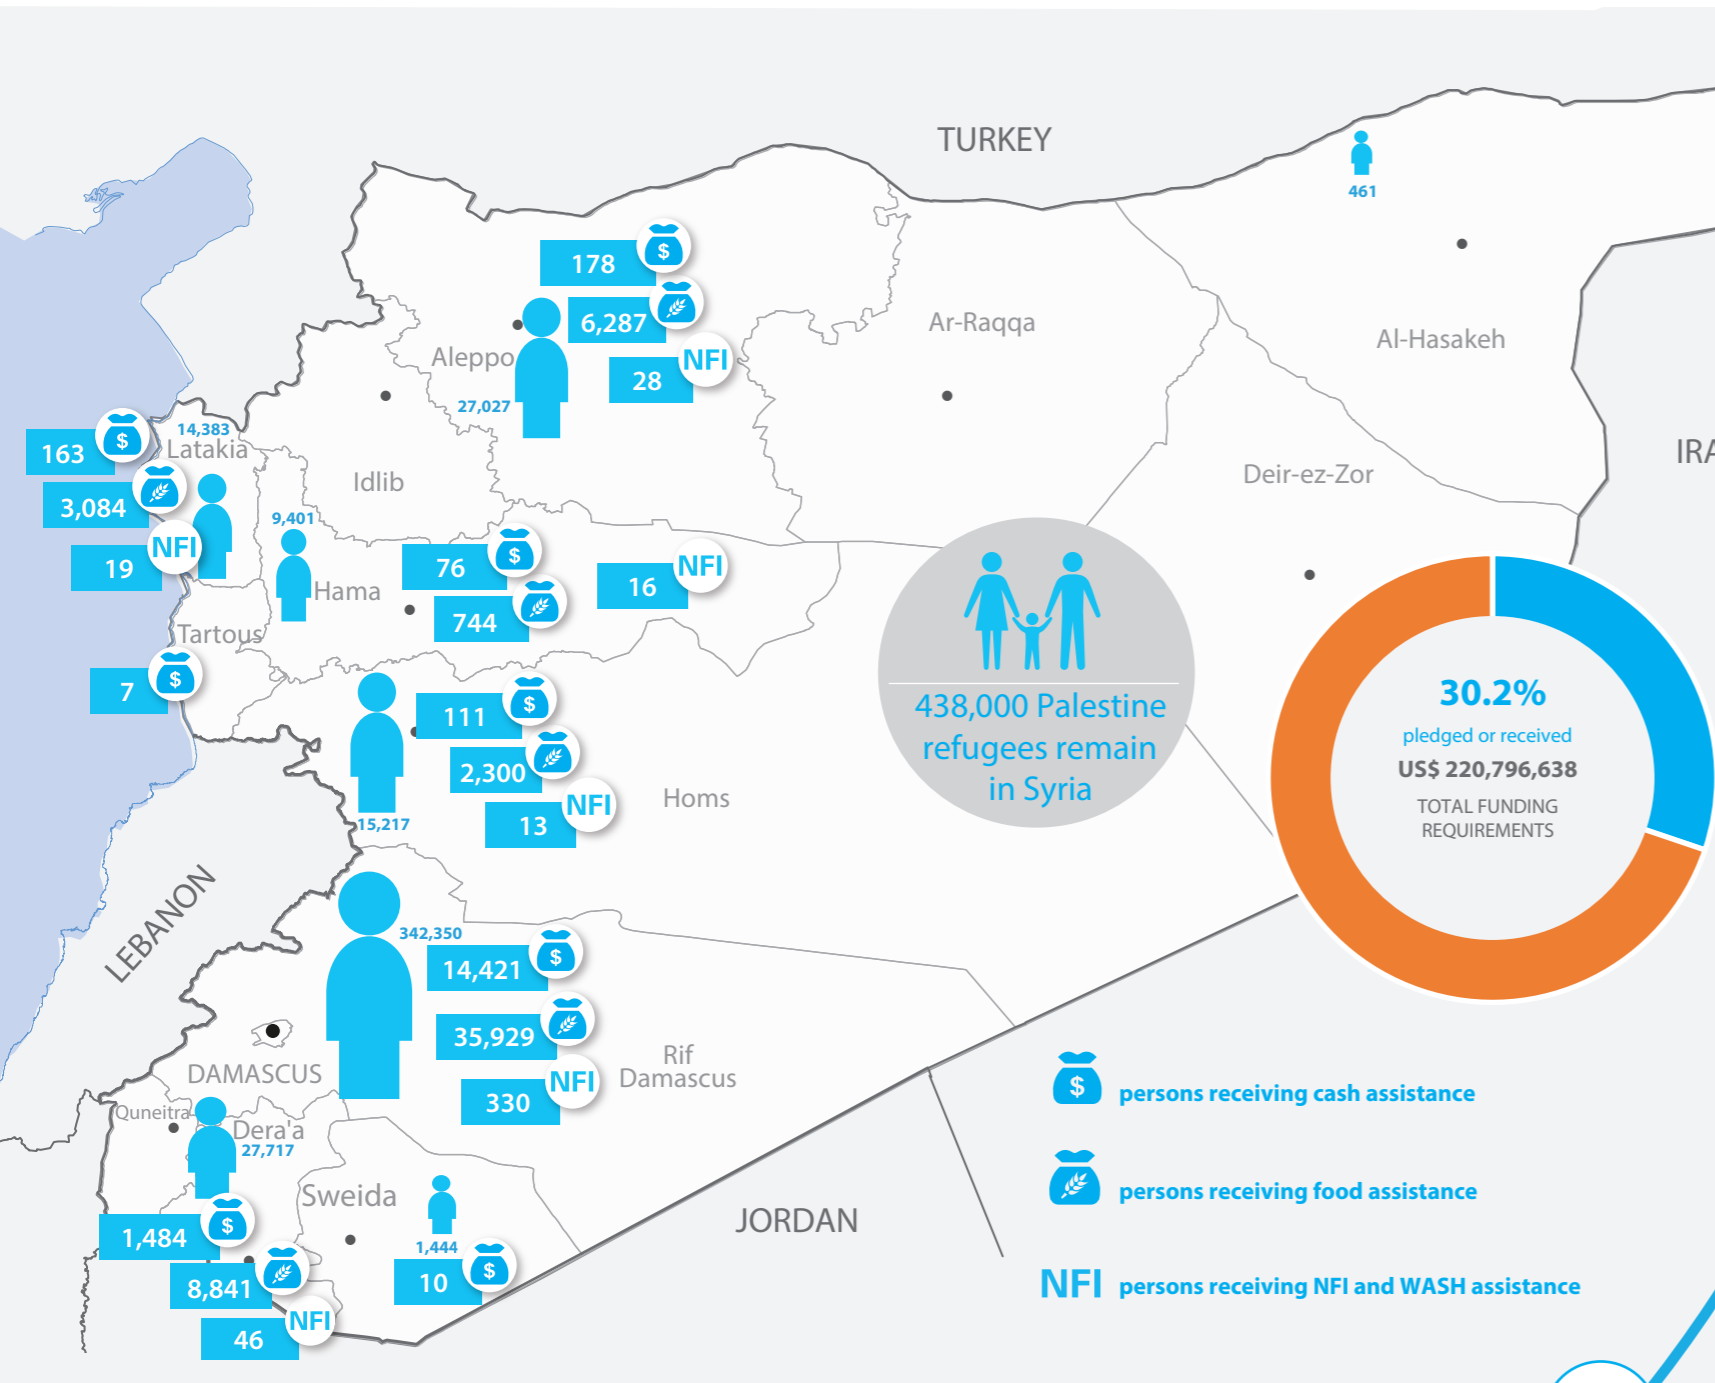 TURKEY
461
178
6,287
NFI
28
Aleppo
27,027
Ar-Raqqa
Al-Hasakeh
IRA
Deir-ez-Zor
163
14,383
Latakia
3,084
NFI
19
Idlib
9,401
Hama
76
744
NFI
16
Tartous
7
111
2,300
NFI
13
15,217
Homs
438,000 Palestine
refugees remain
in Syria
30.2%
pledged or received
US$ 220,796,638
TOTAL FUNDING
REQUIREMENTS
LEBANON
342,350
$
14,421
35,929
NFI
330
Rif
Damascus
DAMASCUS
Quneitra
Dera'a
27,717
Sweida
1,484
8,841
NFI
46
1,444
10
JORDAN
$ persons receiving cash assistance
persons receiving food assistance
NFI persons receiving NFI and WASH assistance